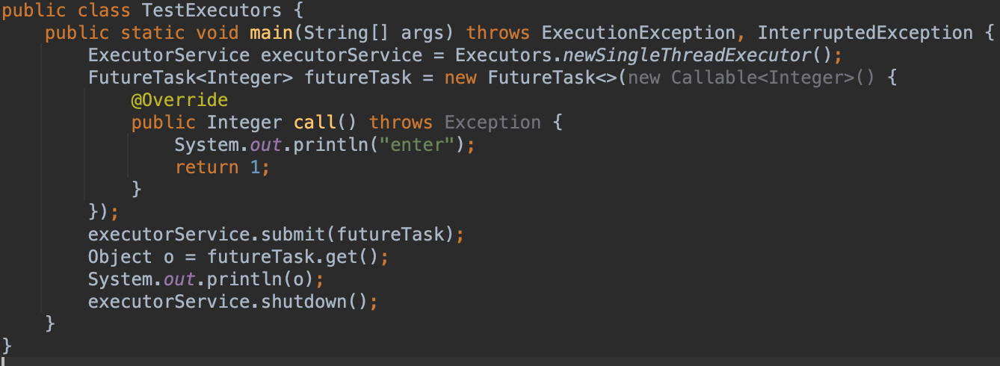 public class TestExecutors {
    public static void main(String[] args) throws ExecutionException, InterruptedException {
        ExecutorService executorService = Executors.newSingleThreadExecutor();
        FutureTask<Integer> futureTask = new FutureTask<>(new Callable<Integer>() {
            @Override
            public Integer call() throws Exception {
                System.out.println("enter");
                return 1;
            }
        });
        executorService.submit(futureTask);
        Object o = futureTask.get();
        System.out.println(o);
        executorService.shutdown();
    }
}